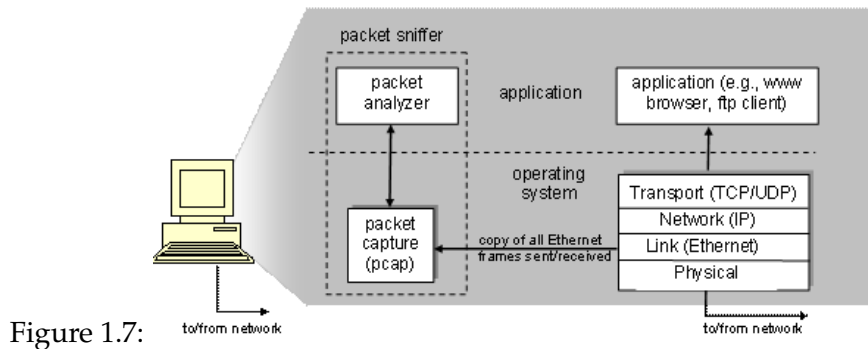 packet sniffer
packet
analyzer
application
application (e.g., www
browser, ftp client)
operating
system
packet
capture
(pcap)
copy of all Ethernet
frames sent/received
Transport (TCP/UDP)
Network (IP)
Link (Ethernet)
Physical
to/from network
to/from network
Figure 1.7: